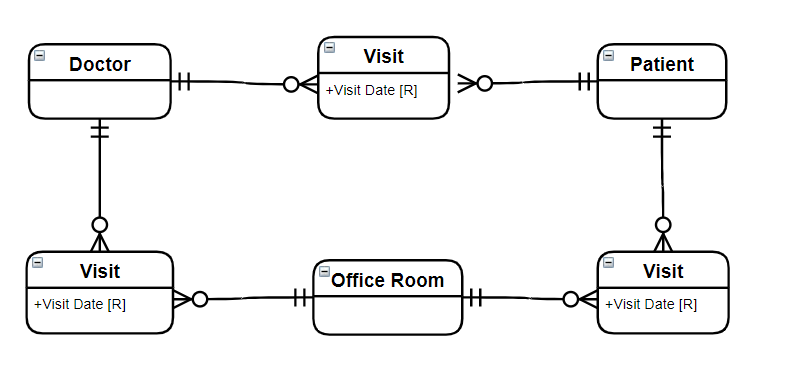 Doctor
Visit
+Visit Date [R]
Patient
Visit
+Visit Date [R]
Office Room
Visit
+Visit Date [R]